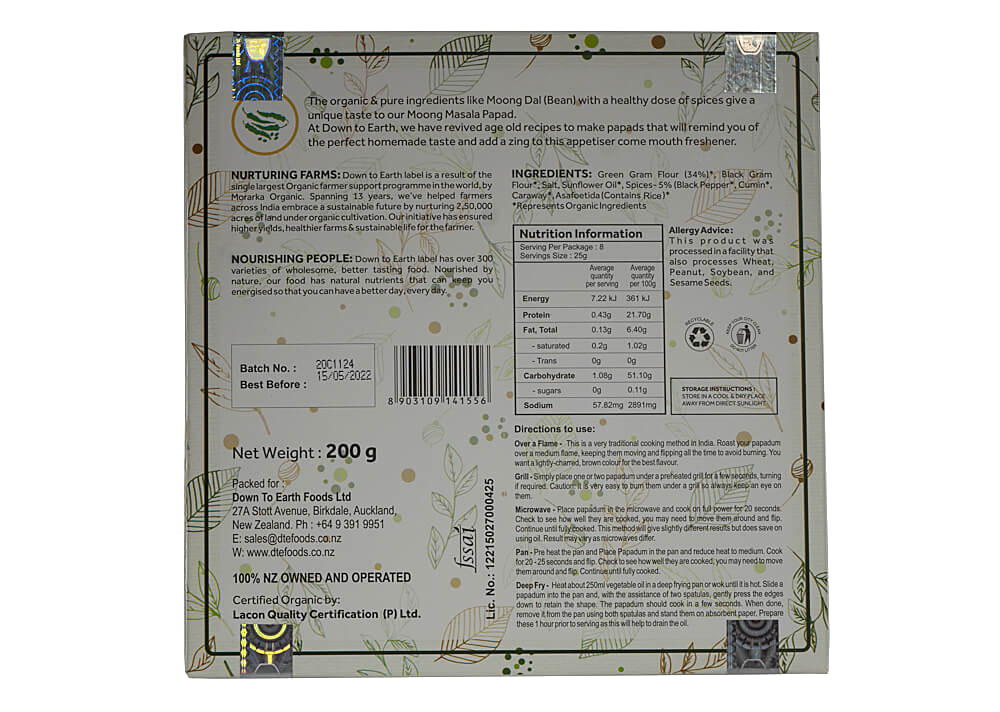 The organic & pure ingredients like Moong Dal (Bean) with a healthy dose of spices give a
unique taste to our Moong Masala Papad.
At Down to Earth, we have revived age old recipes to make papads that will remind you of
the perfect homemade taste and add a zing to this appetiser come mouth freshener.
NURTURING FARMS: Down to Earth label is a result of the
single largest Organic farmer support programme in the world, by
Morarka Organic. Spanning 13 years, we've helped farmers
across India embrace a sustainable future by nurturing 2,50,000
acres of land under organic cultivation. Our initiative has ensured
higher yields, healthier farms & sustainable life for the farmer.
NOURISHING PEOPLE: Down to Earth label has over 300
varieties of wholesome, better tasting food. Nourished by
nature, our food has natural nutrients that can keep you
energised so that you can have a better day, every day.
Batch No. : 20C1124
Best Before : 15/05/2022
8 903109 141556
Net Weight : 200 g
Packed for :
Down To Earth Foods Ltd
27A Stott Avenue, Birkdale, Auckland,
New Zealand. Ph : +64 9 391 9951
E: sales@dtefoods.co.nz
W: www.dtefoods.co.nz
100% NZ OWNED AND OPERATED
Certified Organic by:
Lacon Quality Certification (P) Ltd.
fssai
Lic. No.: 12215027000425
INGREDIENTS: Green Gram Flour (34%)*, Black Gram
Flour*, Salt, Sunflower Oil*, Spices- 5% (Black Pepper*, Cumin*,
Caraway*, Asafoetida (Contains Rice)*
*Represents Organic Ingredients
Nutrition Information
Serving Per Package : 8
Servings Size : 25g
Average quantity per serving Average quantity per 100g
Energy 7.22 kJ 361 kJ
Protein 0.43g 21.70g
Fat, Total 0.13g 6.40g
- saturated 0.2g 1.02g
- Trans 0g 0g
Carbohydrate 1.08g 51.10g
- sugars 0g 0.11g
Sodium 57.82mg 2891mg
Allergy Advice :
This product was
processed in a facility that
also processes Wheat,
Peanut, Soybean, and
Sesame Seeds.
RECYCLABLE
KEEP YOUR CITY CLEAN
DO NOT LITTER
STORAGE INSTRUCTIONS :
STORE IN A COOL & DRY PLACE
AWAY FROM DIRECT SUNLIGHT.
Directions to use:
Over a Flame - This is a very traditional cooking method in India. Roast your papadum
over a medium flame, keeping them moving and flipping all the time to avoid burning. You
want a lightly-charred, brown colour for the best flavour.
Grill - Simply place one or two papadum under a preheated grill for a few seconds, turning
if required. Caution: It is very easy to burn them under a grill so always keep an eye on
them.
Microwave - Place papadum in the microwave and cook on full power for 20 seconds.
Check to see how well they are cooked, you may need to move them around and flip.
Continue until fully cooked. This method will give slightly different results but does save on
using oil. Result may vary as microwaves differ.
Pan - Pre heat the pan and Place Papadum in the pan and reduce heat to medium. Cook
for 20 - 25 seconds and flip. Check to see how well they are cooked; you may need to move
them around and flip. Continue until fully cooked.
Deep Fry - Heat about 250ml vegetable oil in a deep frying pan or wok until it is hot. Slide a
papadum into the pan and, with the assistance of two spatulas, gently press the edges
down to retain the shape. The papadum should cook in a few seconds. When done,
remove it from the pan using both spatulas and stand them on absorbent paper. Prepare
these 1 hour prior to serving as this will help to drain the oil.